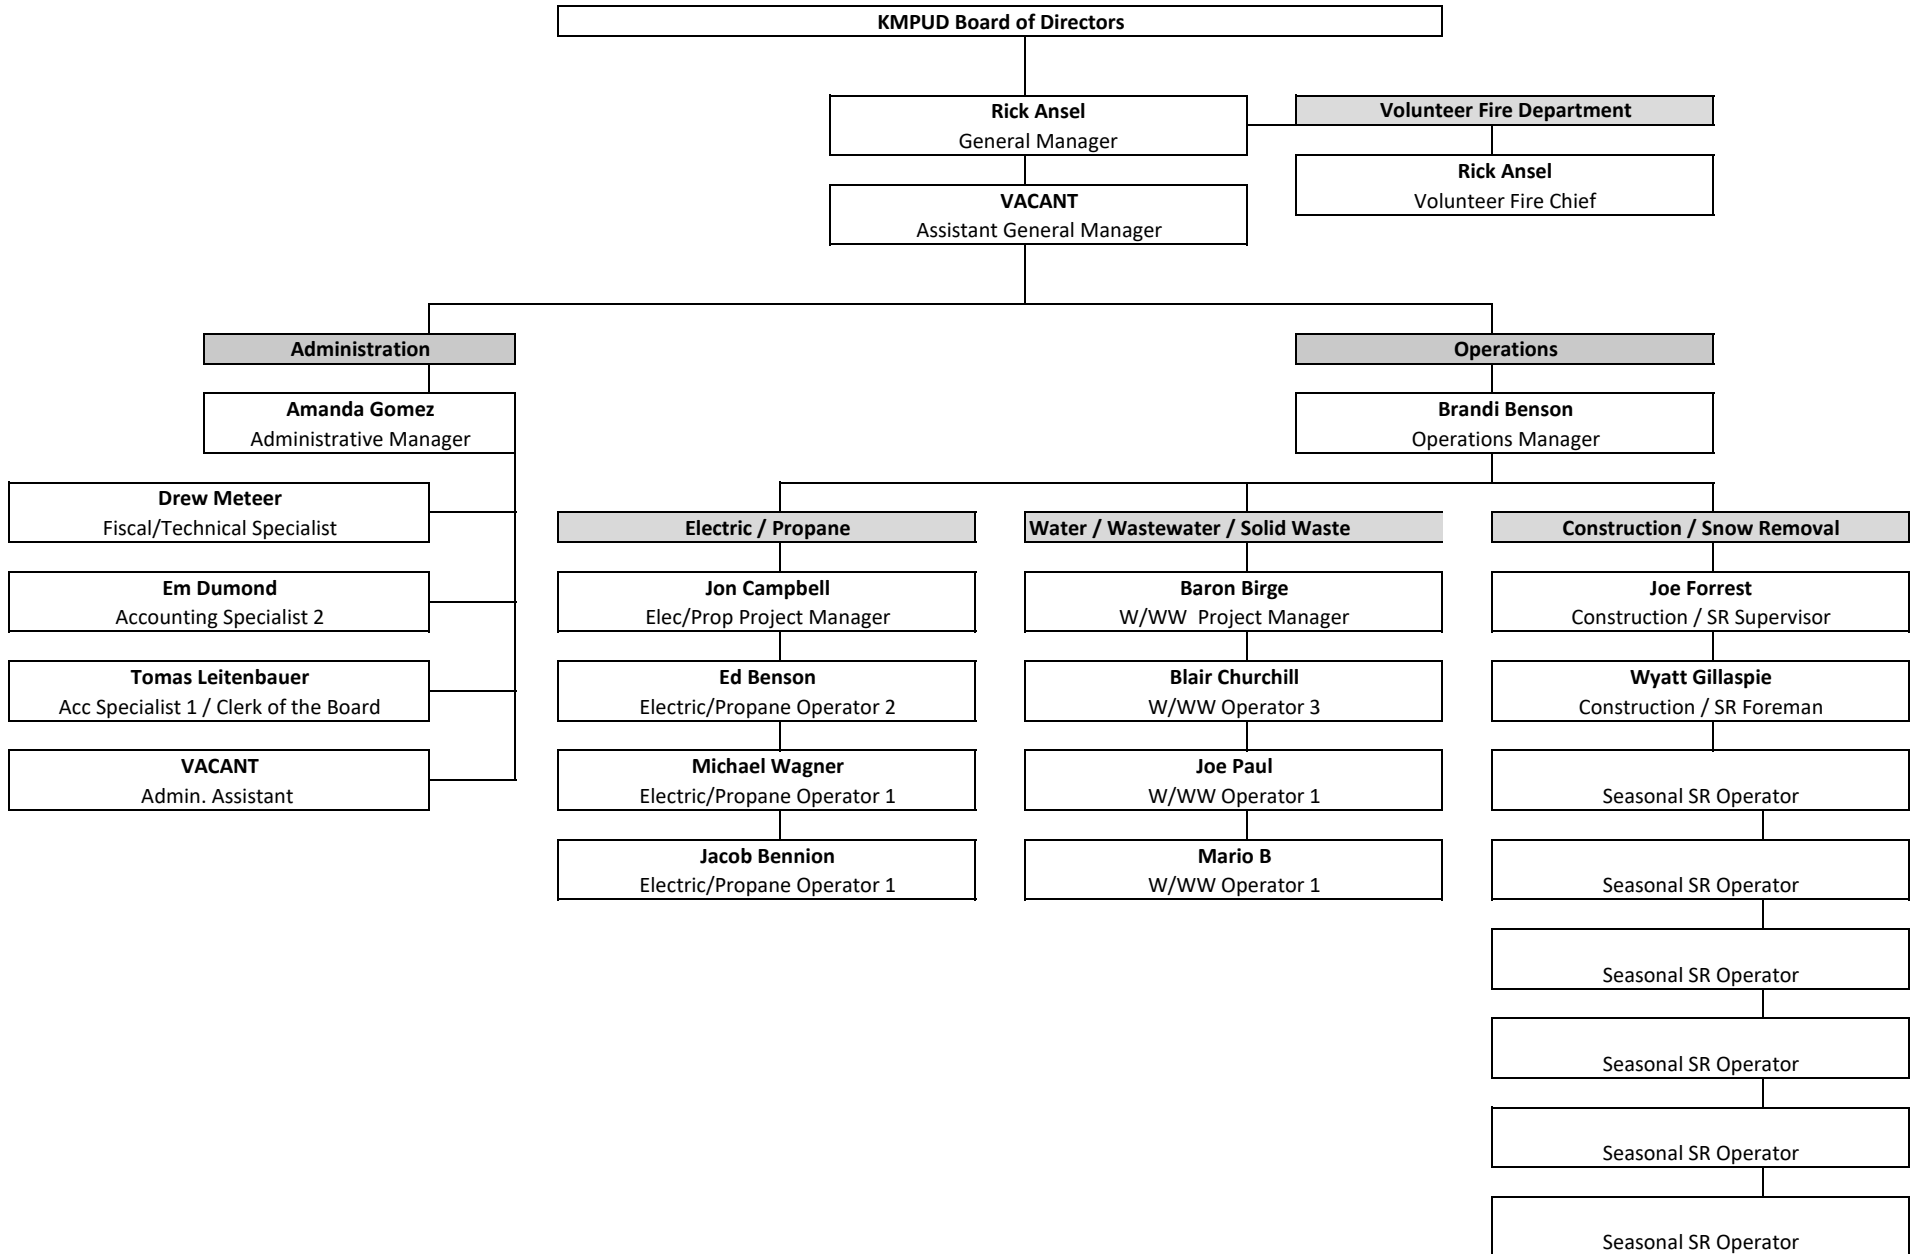 KMPUD Board of Directors
Rick Ansel
General Manager
Volunteer Fire Department
Rick Ansel
Volunteer Fire Chief
VACANT
Assistant General Manager
Administration
Operations
Amanda Gomez
Administrative Manager
Brandi Benson
Operations Manager
Drew Meteer
Fiscal/Technical Specialist
Em Dumond
Accounting Specialist 2
Tomas Leitenbauer
Acc Specialist 1 / Clerk of the Board
VACANT
Admin. Assistant
Electric / Propane
Jon Campbell
Elec/Prop Project Manager
Ed Benson
Electric/Propane Operator 2
Michael Wagner
Electric/Propane Operator 1
Jacob Bennion
Electric/Propane Operator 1
Water / Wastewater / Solid Waste
Baron Birge
W/WW  Project Manager
Blair Churchill
W/WW Operator 3
Joe Paul
W/WW Operator 1
Mario B
W/WW Operator 1
Construction / Snow Removal
Joe Forrest
Construction / SR Supervisor
Wyatt Gillaspie
Construction / SR Foreman
Seasonal SR Operator
Seasonal SR Operator
Seasonal SR Operator
Seasonal SR Operator
Seasonal SR Operator
Seasonal SR Operator